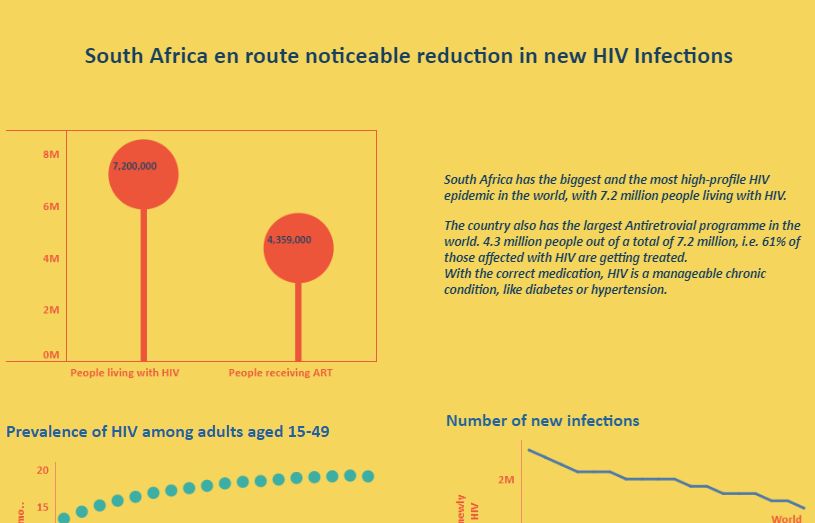 South Africa en route noticeable reduction in new HIV Infections
8M
7,200,000
6M
4,359,000
4M
2M
0M
People living with HIV
People receiving ART
South Africa has the biggest and the most high-profile HIV
epidemic in the world, with 7.2 million people living with HIV.
The country also has the largest Antiretrovial programme in the
world. 4.3 million people out of a total of 7.2 million, i.e. 61% of
those affected with HIV are getting treated.
With the correct medication, HIV is a manageable chronic
condition, like diabetes or hypertension.
Prevalence of HIV among adults aged 15-49
20
15
Number of new infections
2M
newly
HIV
World